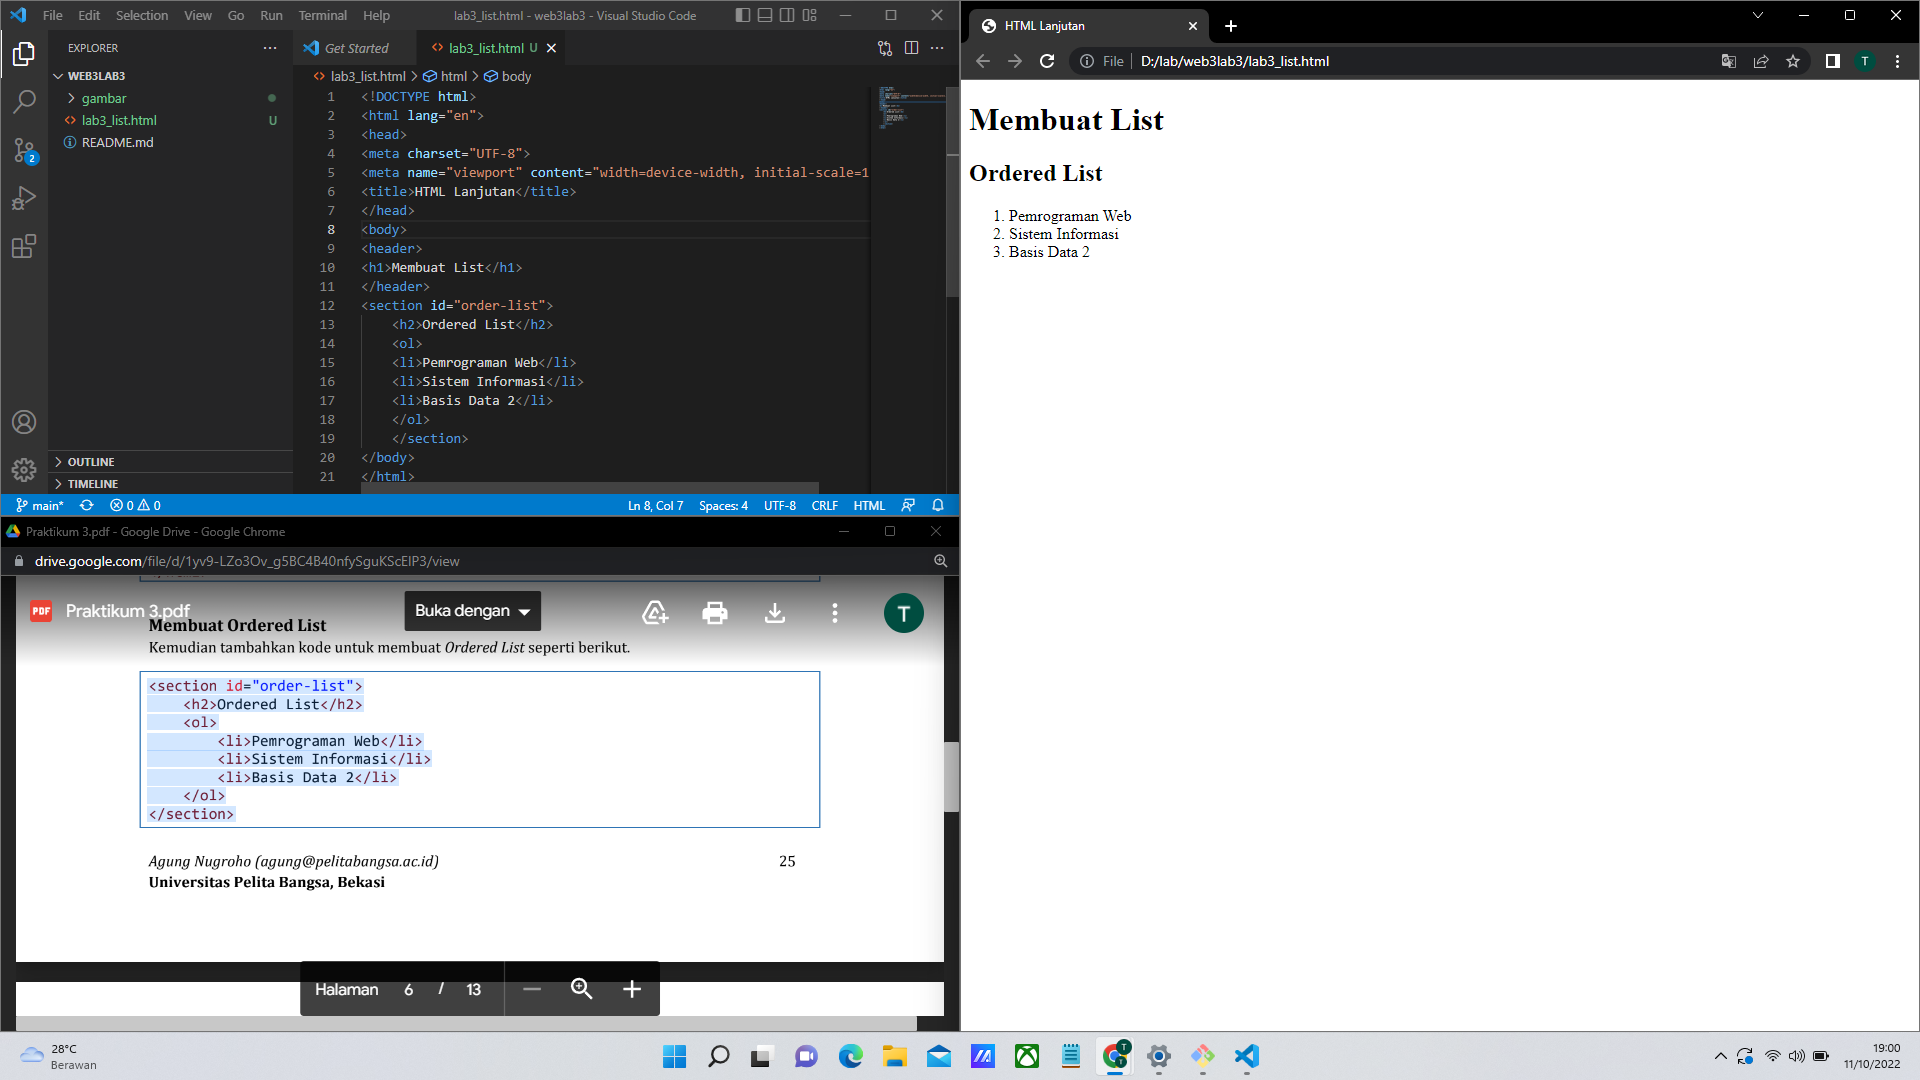 File Edit Selection View Go Run Terminal Help
lab3_list.html - web3lab3 - Visual Studio Code
EXPLORER
WEB3LAB3
gambar
lab3_list.html U
README.md
OUTLINE
TIMELINE
2
Get Started
lab3_list.html U
lab3_list.html > html > body
1 <!DOCTYPE html>
2 <html lang="en">
3 <head>
4 <meta charset="UTF-8">
5 <meta name="viewport" content="width=device-width, initial-scale=1
6 <title>HTML Lanjutan</title>
7 </head>
8 <body>
9 <header>
10 <h1>Membuat List</h1>
11 </header>
12 <section id="order-list">
13 <h2>Ordered List</h2>
14 <ol>
15 <li>Pemrograman Web</li>
16 <li>Sistem Informasi</li>
17 <li>Basis Data 2</li>
18 </ol>
19 </section>
20 </body>
21 </html>
main* 0 0 Ln 8, Col 7 Spaces: 4 UTF-8 CRLF HTML
Praktikum 3.pdf - Google Drive - Google Chrome
drive.google.com/file/d/1yv9-LZo3Ov_g5BC4B40nfySguKScEIP3/view
PDF Praktikum 3.pdf Buka dengan T
Membuat Ordered List
Kemudian tambahkan kode untuk membuat Ordered List seperti berikut.
<section id="order-list">
<h2>Ordered List</h2>
<ol>
<li>Pemrograman Web</li>
<li>Sistem Informasi</li>
<li>Basis Data 2</li>
</ol>
</section>
Agung Nugroho (agung@pelitabangsa.ac.id) 25
Universitas Pelita Bangsa, Bekasi
Halaman 6 / 13
HTML Lanjutan
File D:/lab/web3lab3/lab3_list.html T
Membuat List
Ordered List
1. Pemrograman Web
2. Sistem Informasi
3. Basis Data 2
28°C
Berawan
19:00
11/10/2022